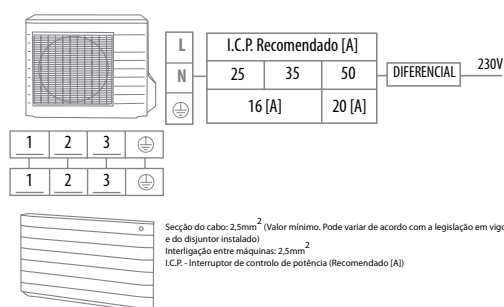 L
I.C.P. Recomendado [A]
N
25 35 50
DIFERENCIAL
230V
16 [A] 20 [A]
1 2 3
1 2 3
Secção do cabo: 2,5mm2 (Valor mínimo. Pode variar de acordo com a legislação em vigo
e do disjuntor instalado)
Interligação entre máquinas: 2,5mm2
I.C.P. - Interruptor de controlo de potência (Recomendado [A])